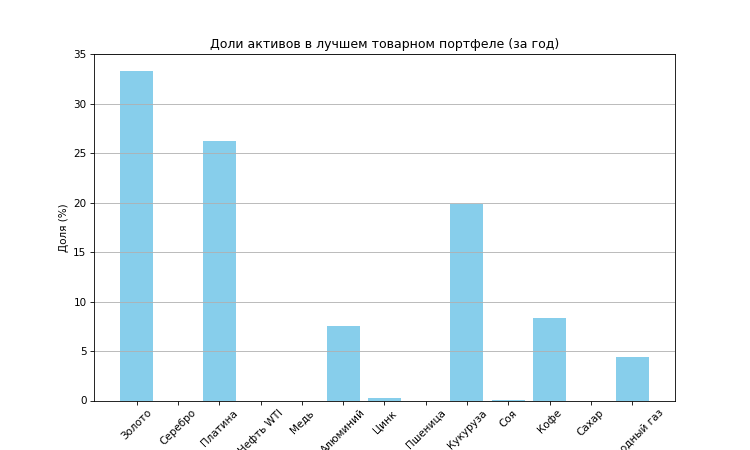 Доли активов в лучшем товарном портфеле (за год)
Доля (%)
35
30
25
20
15
10
5
0
Золото
Серебро
Платина
Нефть WTI
Медь
Алюминий
Цинк
Пшеница
Кукуруза
Соя
Кофе
Сахар
газ